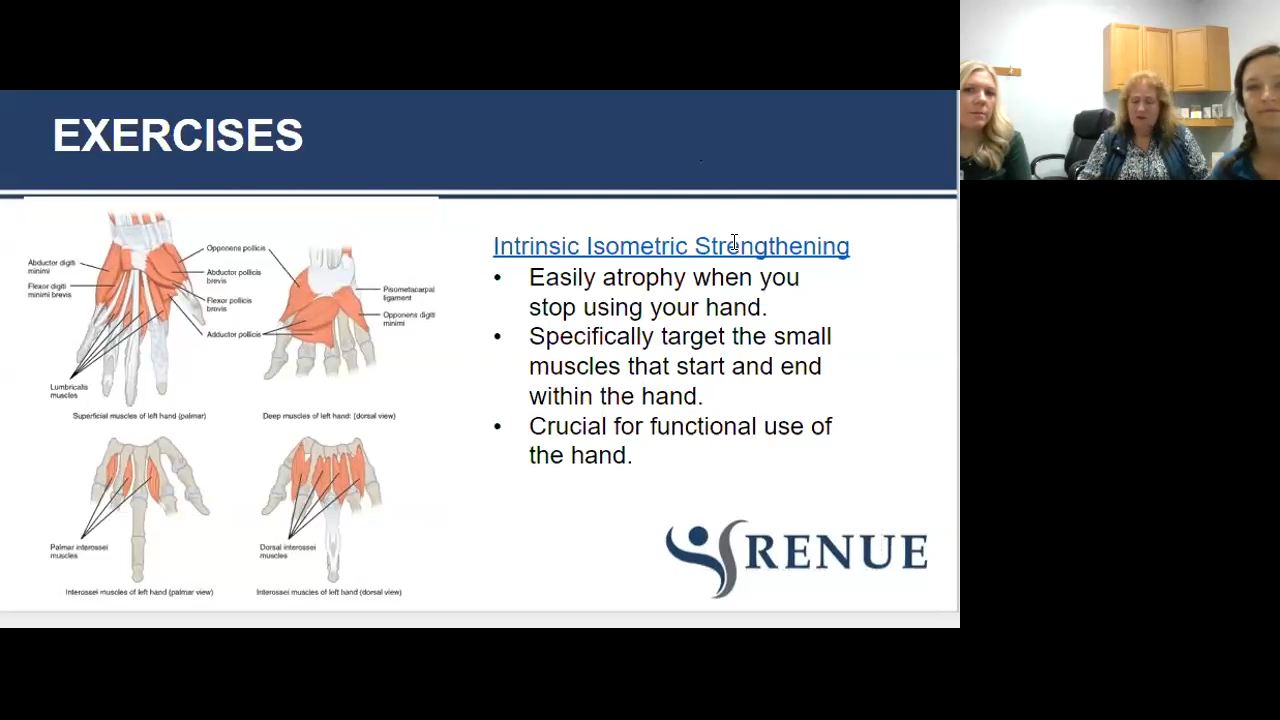 EXERCISES
Intrinsic Isometric Strengthening
• Easily atrophy when you
stop using your hand.
• Specifically target the small
muscles that start and end
within the hand.
• Crucial for functional use of
the hand.
Abductor digiti
minimi
Flexor digiti
minimi brevis
Lumbricalis
muscles
Opponens pollicis
Abductor pollicis
brevis
Flexor pollicis
brevis
Adductor pollicis
Pisometacarpal
ligament
Opponens digiti
minimi
Superficial muscles of left hand (palmar)
Deep muscles of left hand: (dorsal view)
Palmar interossei
muscles
Dorsal interossei
muscles
Interossei muscles of left hand (palmar view)
Interossei muscles of left hand (dorsal view)
RENUE